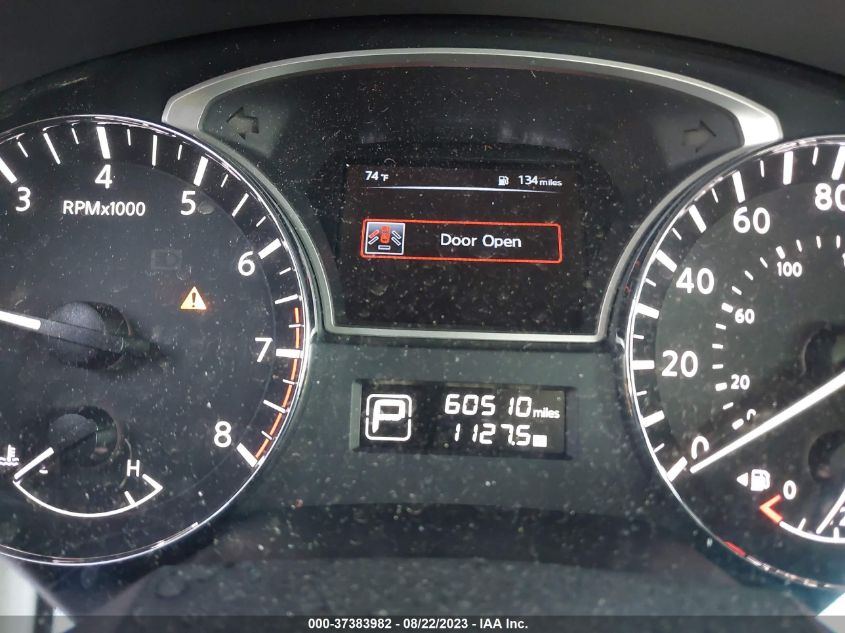 74°F 134 miles
Door Open
3 4 5 6 7 8
RPMx1000
H
P 60510 miles
1127.5
0 20 40 60 80
0 20 60 100
0
000-37383982 - 08/22/2023 - IAA Inc.